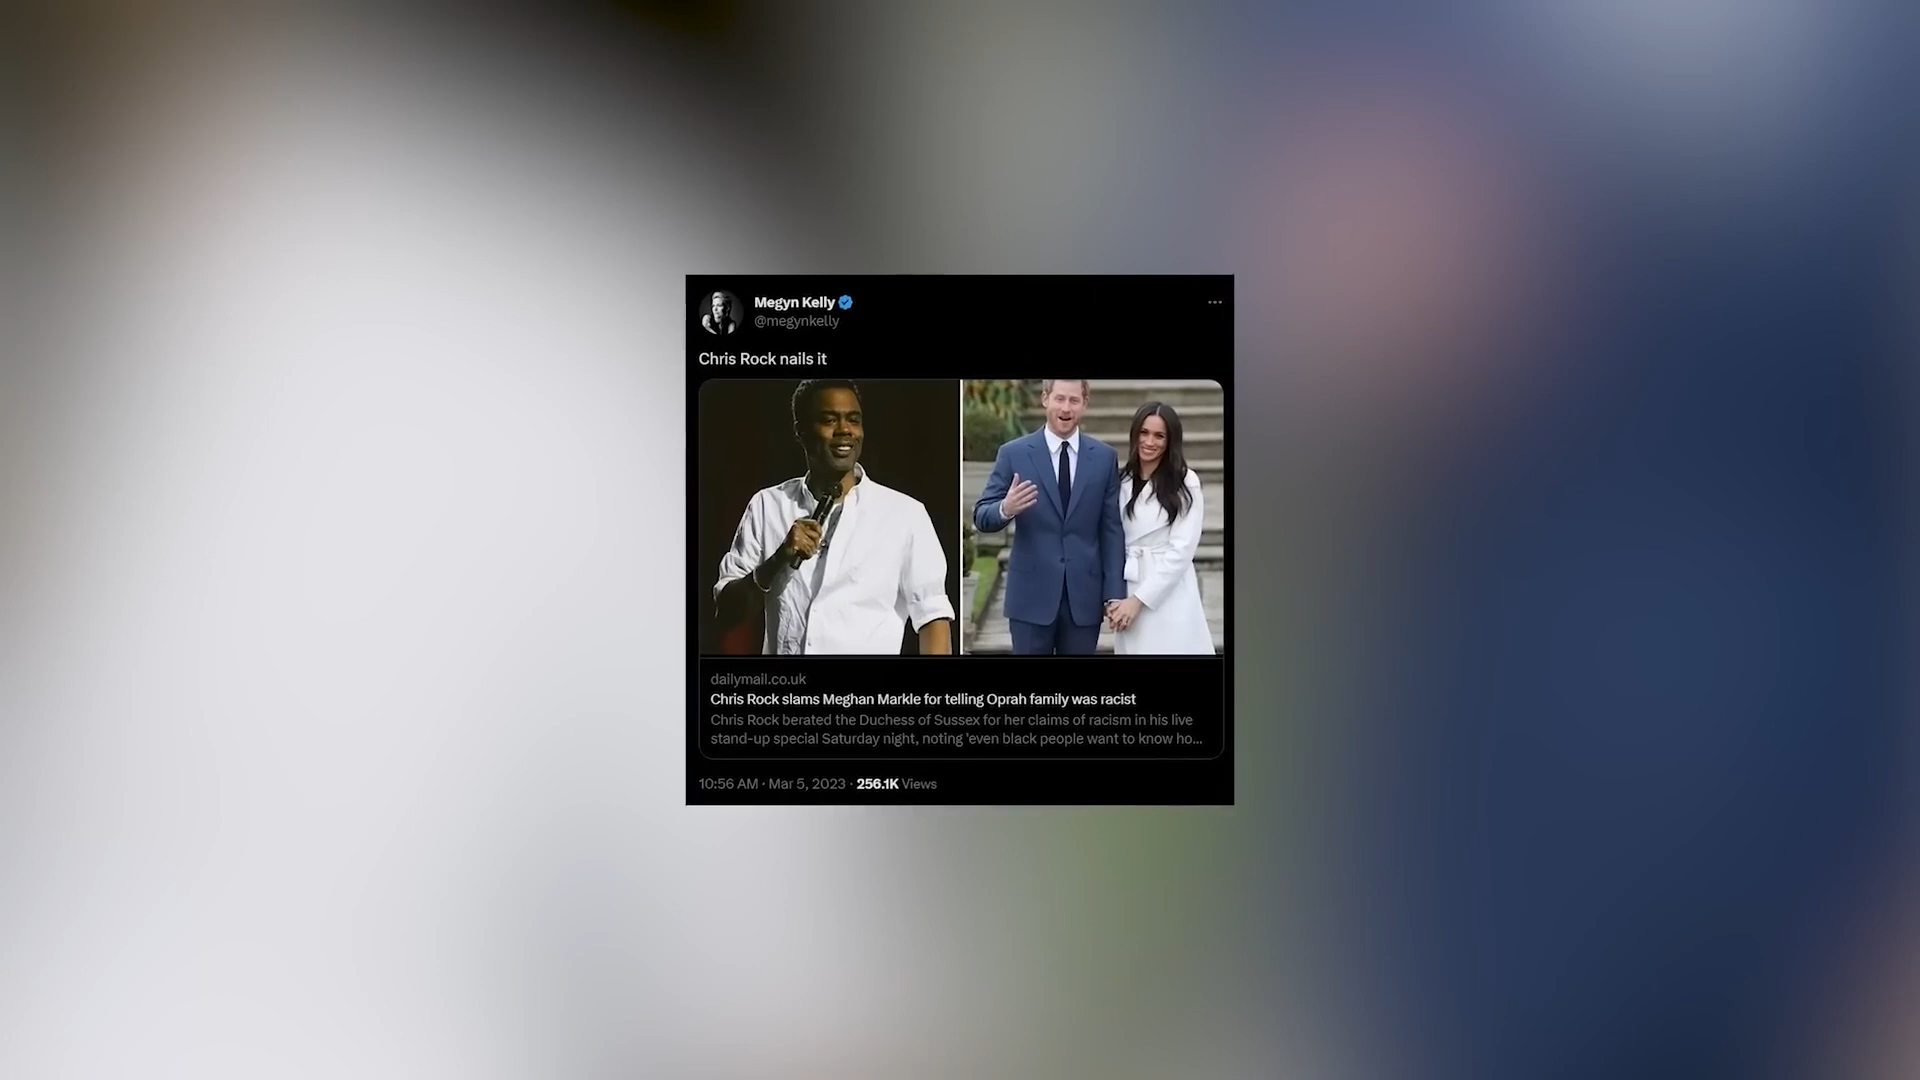 Megyn Kelly
@megynkelly
Chris Rock nails it
dailymail.co.uk
Chris Rock slams Meghan Markle for telling Oprah family was racist
Chris Rock berated the Duchess of Sussex for her claims of racism in his live
stand-up special Saturday night, noting 'even black people want to know ho...
10:56 AM · Mar 5, 2023 · 256.1K Views